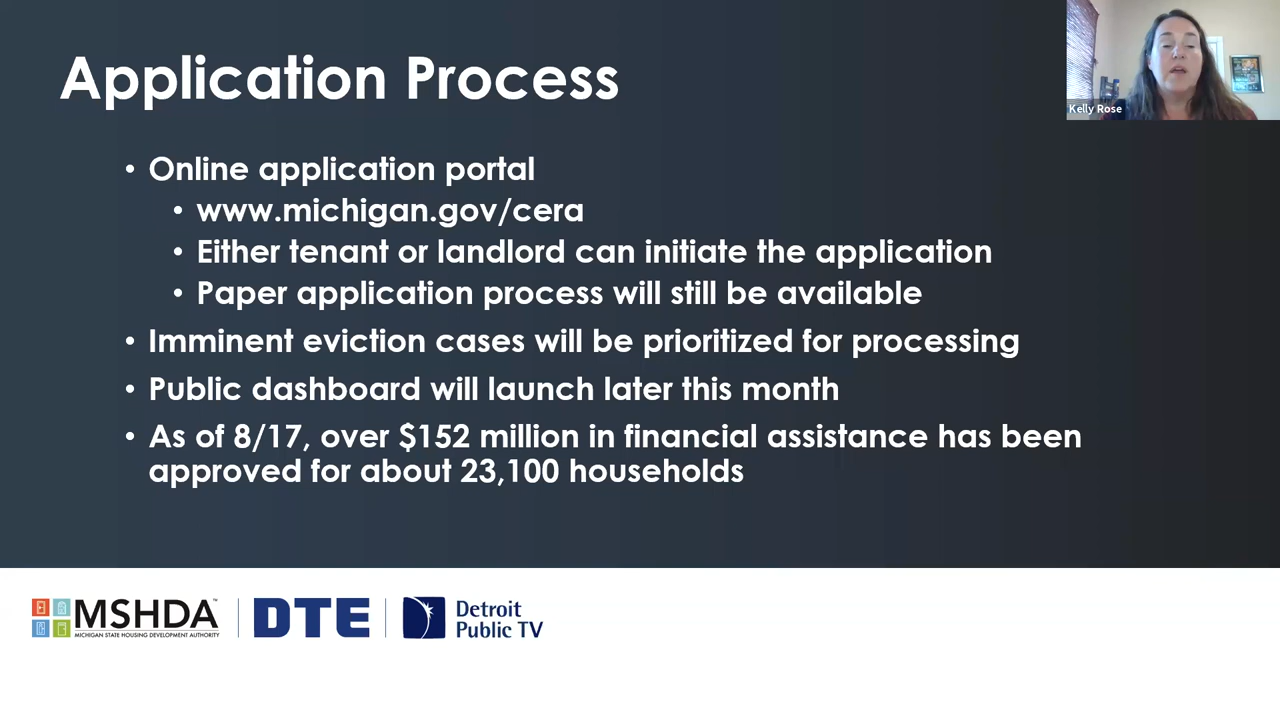 Application Process
Kelly Rose
• Online application portal
• www.michigan.gov/cera
• Either tenant or landlord can initiate the application
• Paper application process will still be available
• Imminent eviction cases will be prioritized for processing
• Public dashboard will launch later this month
• As of 8/17, over $152 million in financial assistance has been
approved for about 23,100 households
MSHDA™
MICHIGAN STATE HOUSING DEVELOPMENT AUTHORITY
DTE
Detroit
Public TV